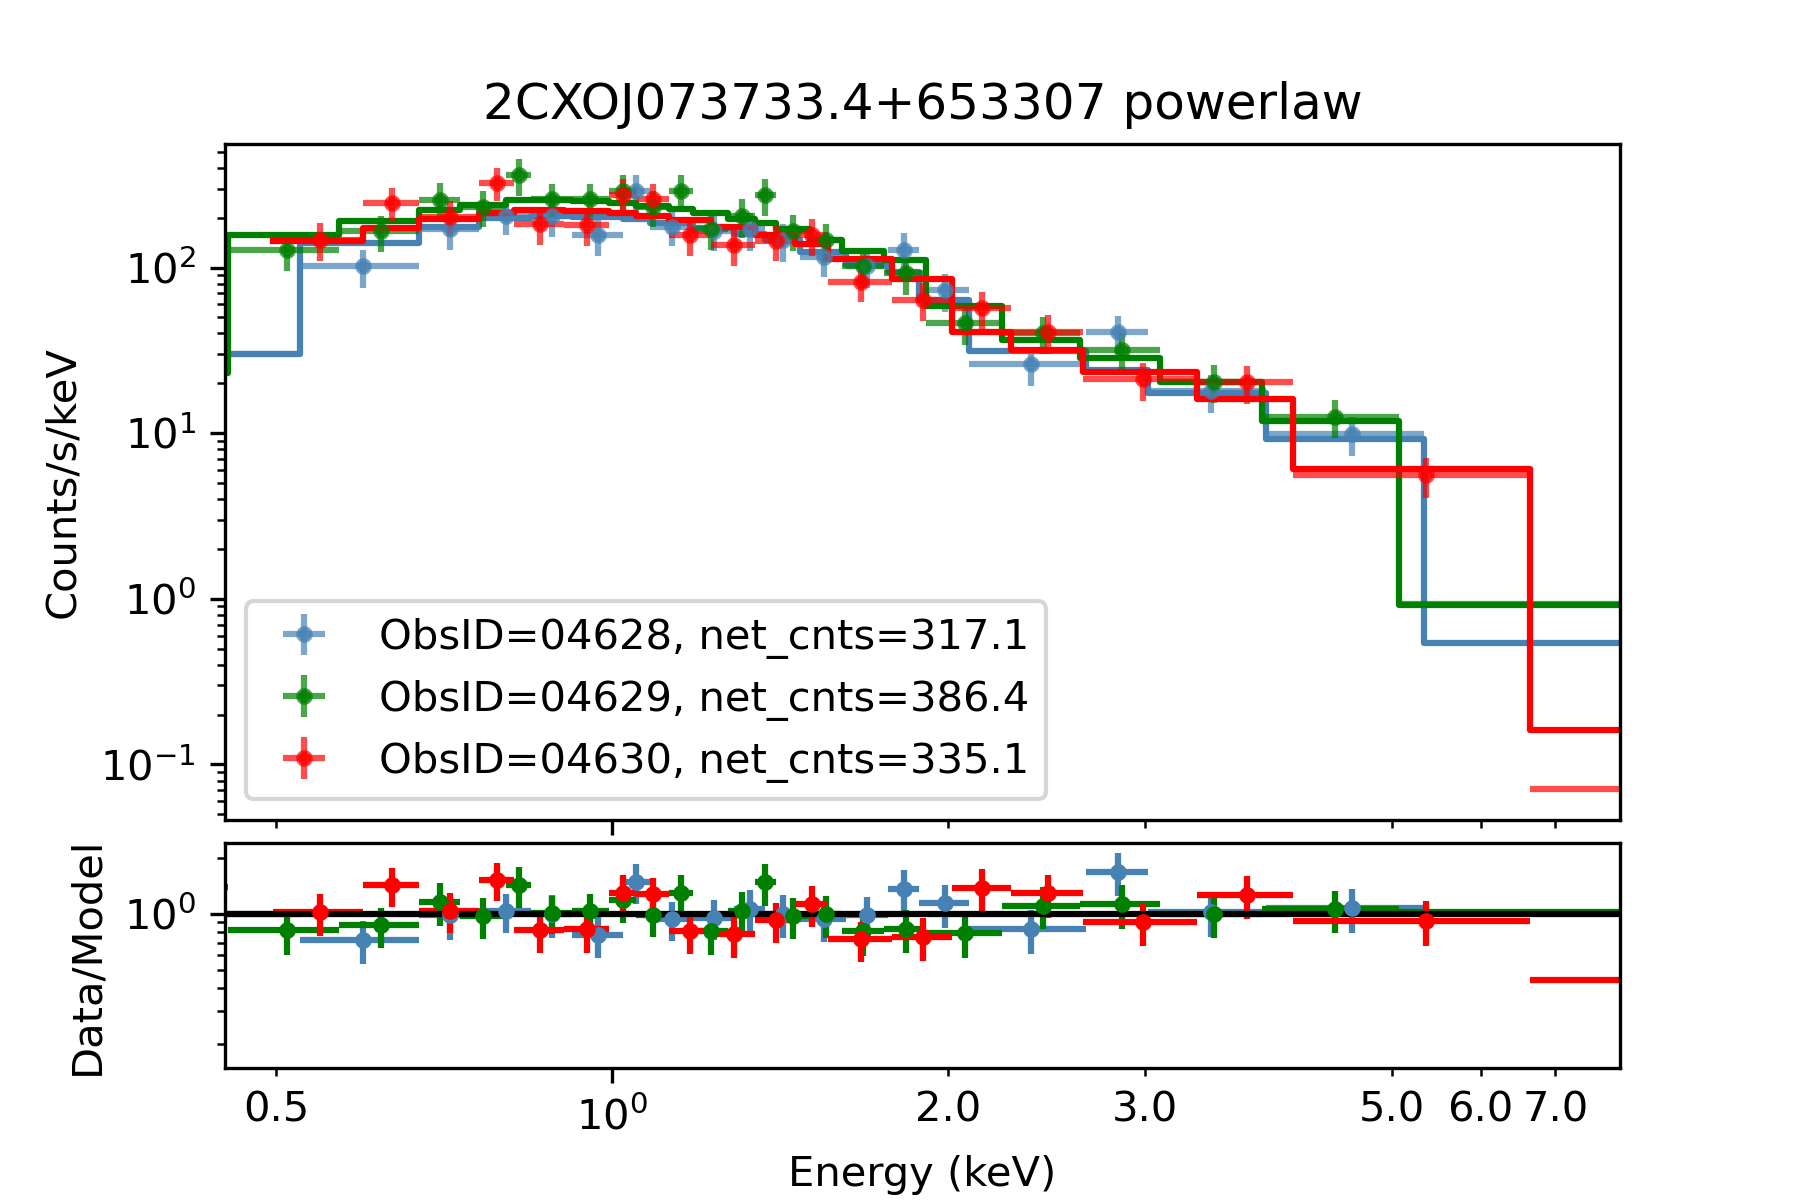 2CXOJ073733.4+653307 powerlaw
Counts/s/keV
10²
10¹
10⁰
10⁻¹
ObsID=04628, net_cnts=317.1
ObsID=04629, net_cnts=386.4
ObsID=04630, net_cnts=335.1
Data/Model
10⁰
0.5 10⁰ 2.0 3.0 5.0 6.0 7.0
Energy (keV)